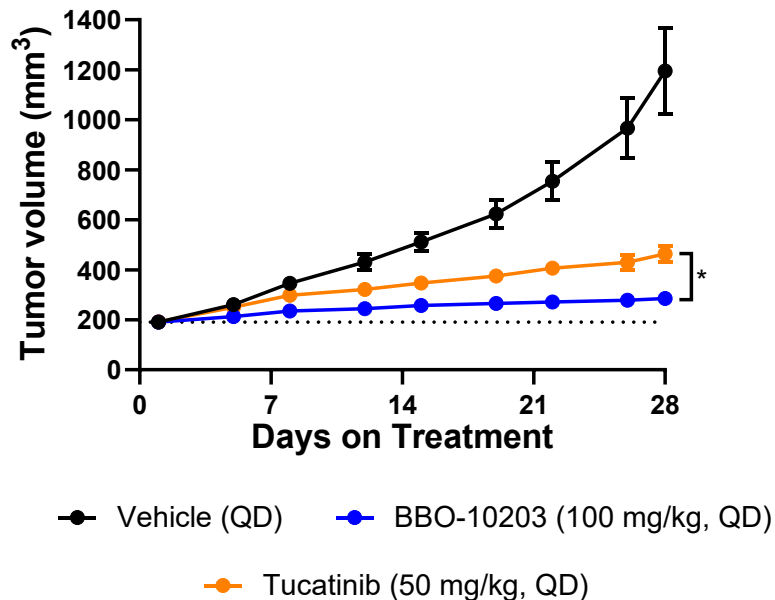 Tumor volume (mm³)
1400
1200
1000
800
600
400
200
0
*
0 7 14 21 28
Days on Treatment
Vehicle (QD) BBO-10203 (100 mg/kg, QD)
Tucatinib (50 mg/kg, QD)